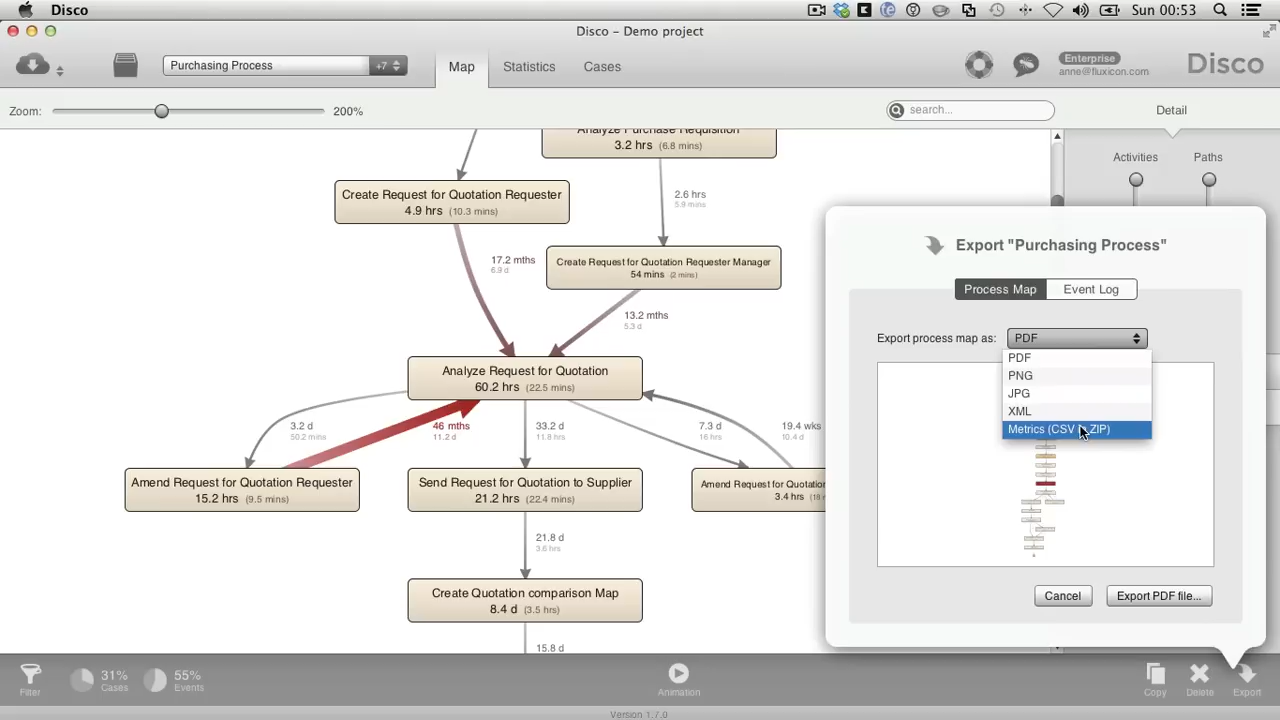 Disco
Sun 00:53
Disco – Demo project
Purchasing Process
+7
Map
Statistics
Cases
Enterprise
anne@fluxicon.com
Disco
Zoom:
200%
search...
Detail
Activities
Paths
Analyze Purchase Requisition
3.2 hrs (6.8 mins)
Create Request for Quotation Requester
4.9 hrs (10.3 mins)
2.6 hrs
5.9 mins
17.2 mths
6.9 d
Create Request for Quotation Requester Manager
54 mins (2 mins)
13.2 mths
5.3 d
Analyze Request for Quotation
60.2 hrs (22.5 mins)
3.2 d
50.2 mins
46 mths
11.2 d
33.2 d
11.8 hrs
7.3 d
16 hrs
19.4 wks
10.4 d
Amend Request for Quotation Requester
15.2 hrs (9.5 mins)
Send Request for Quotation to Supplier
21.2 hrs (22.4 mins)
Amend Request for Quotation
3.4 hrs (18
21.8 d
3.6 hrs
Create Quotation comparison Map
8.4 d (3.5 hrs)
15.8 d
Export "Purchasing Process"
Process Map
Event Log
Export process map as:
PDF
PDF
PNG
JPG
XML
Metrics (CSV ZIP)
Cancel
Export PDF file...
Filter
31%
Cases
55%
Events
Animation
Copy
Delete
Export
Version 1.7.0